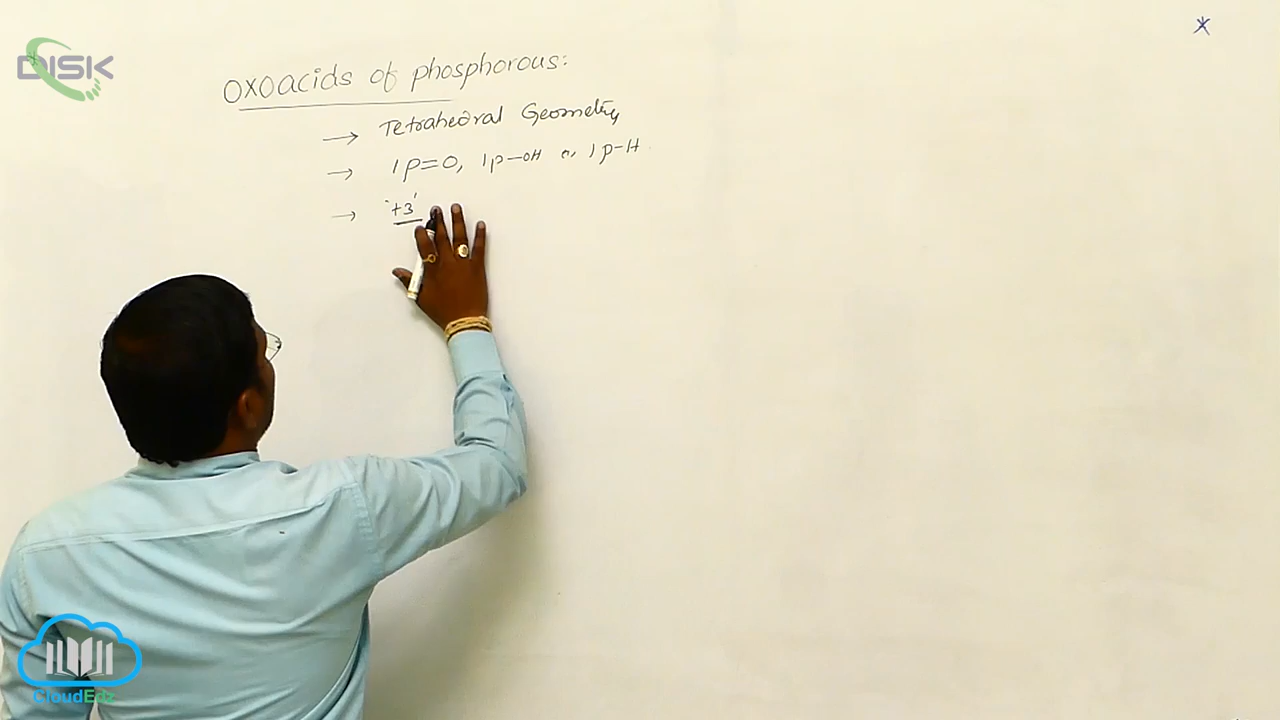 DISK
OXOacids of phosphorous:
→ Tetrahedral Geometry
→ 1 P=O, 1 P-OH or 1 P-H
→ '+3'
CloudEdz